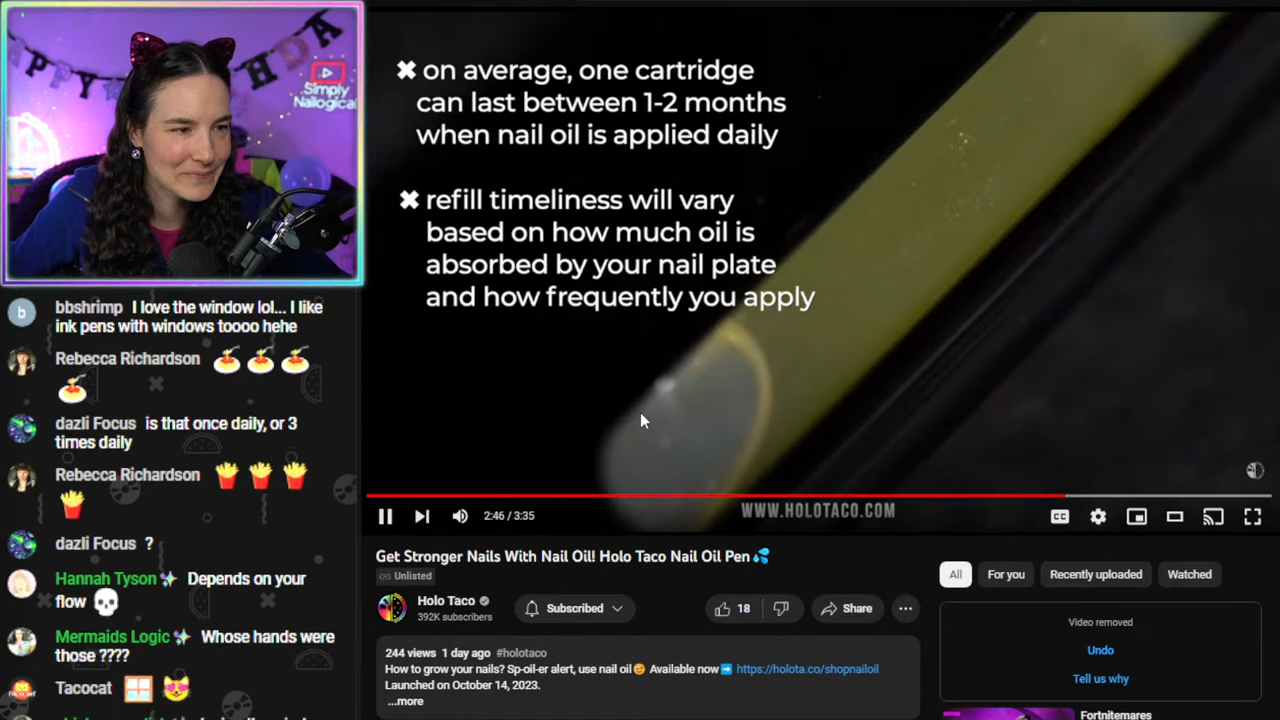 Simply
Nailogical
✖ on average, one cartridge
can last between 1-2 months
when nail oil is applied daily
✖ refill timeliness will vary
based on how much oil is
absorbed by your nail plate
and how frequently you apply
bbshrimp I love the window lol... I like
ink pens with windows toooo hehe
Rebecca Richardson 🍝🍝🍝
🍝
dazli Focus is that once daily, or 3
times daily
Rebecca Richardson 🍟🍟🍟
🍟
dazli Focus ?
Hannah Tyson✨ Depends on your
flow 💀
Mermaids Logic✨ Whose hands were
those ????
Tacocat 🪟😻
2:46 / 3:35
WWW.HOLOTACO.COM
CC
Get Stronger Nails With Nail Oil! Holo Taco Nail Oil Pen💦
Unlisted
Holo Taco
392K subscribers
Subscribed
18
Share
244 views 1 day ago #holotaco
How to grow your nails? Sp-oil-er alert, use nail oil🥴 Available now➡️ https://holota.co/shopnailoil
Launched on October 14, 2023.
...more
All
For you
Recently uploaded
Watched
Video removed
Undo
Tell us why
Fortnitemares